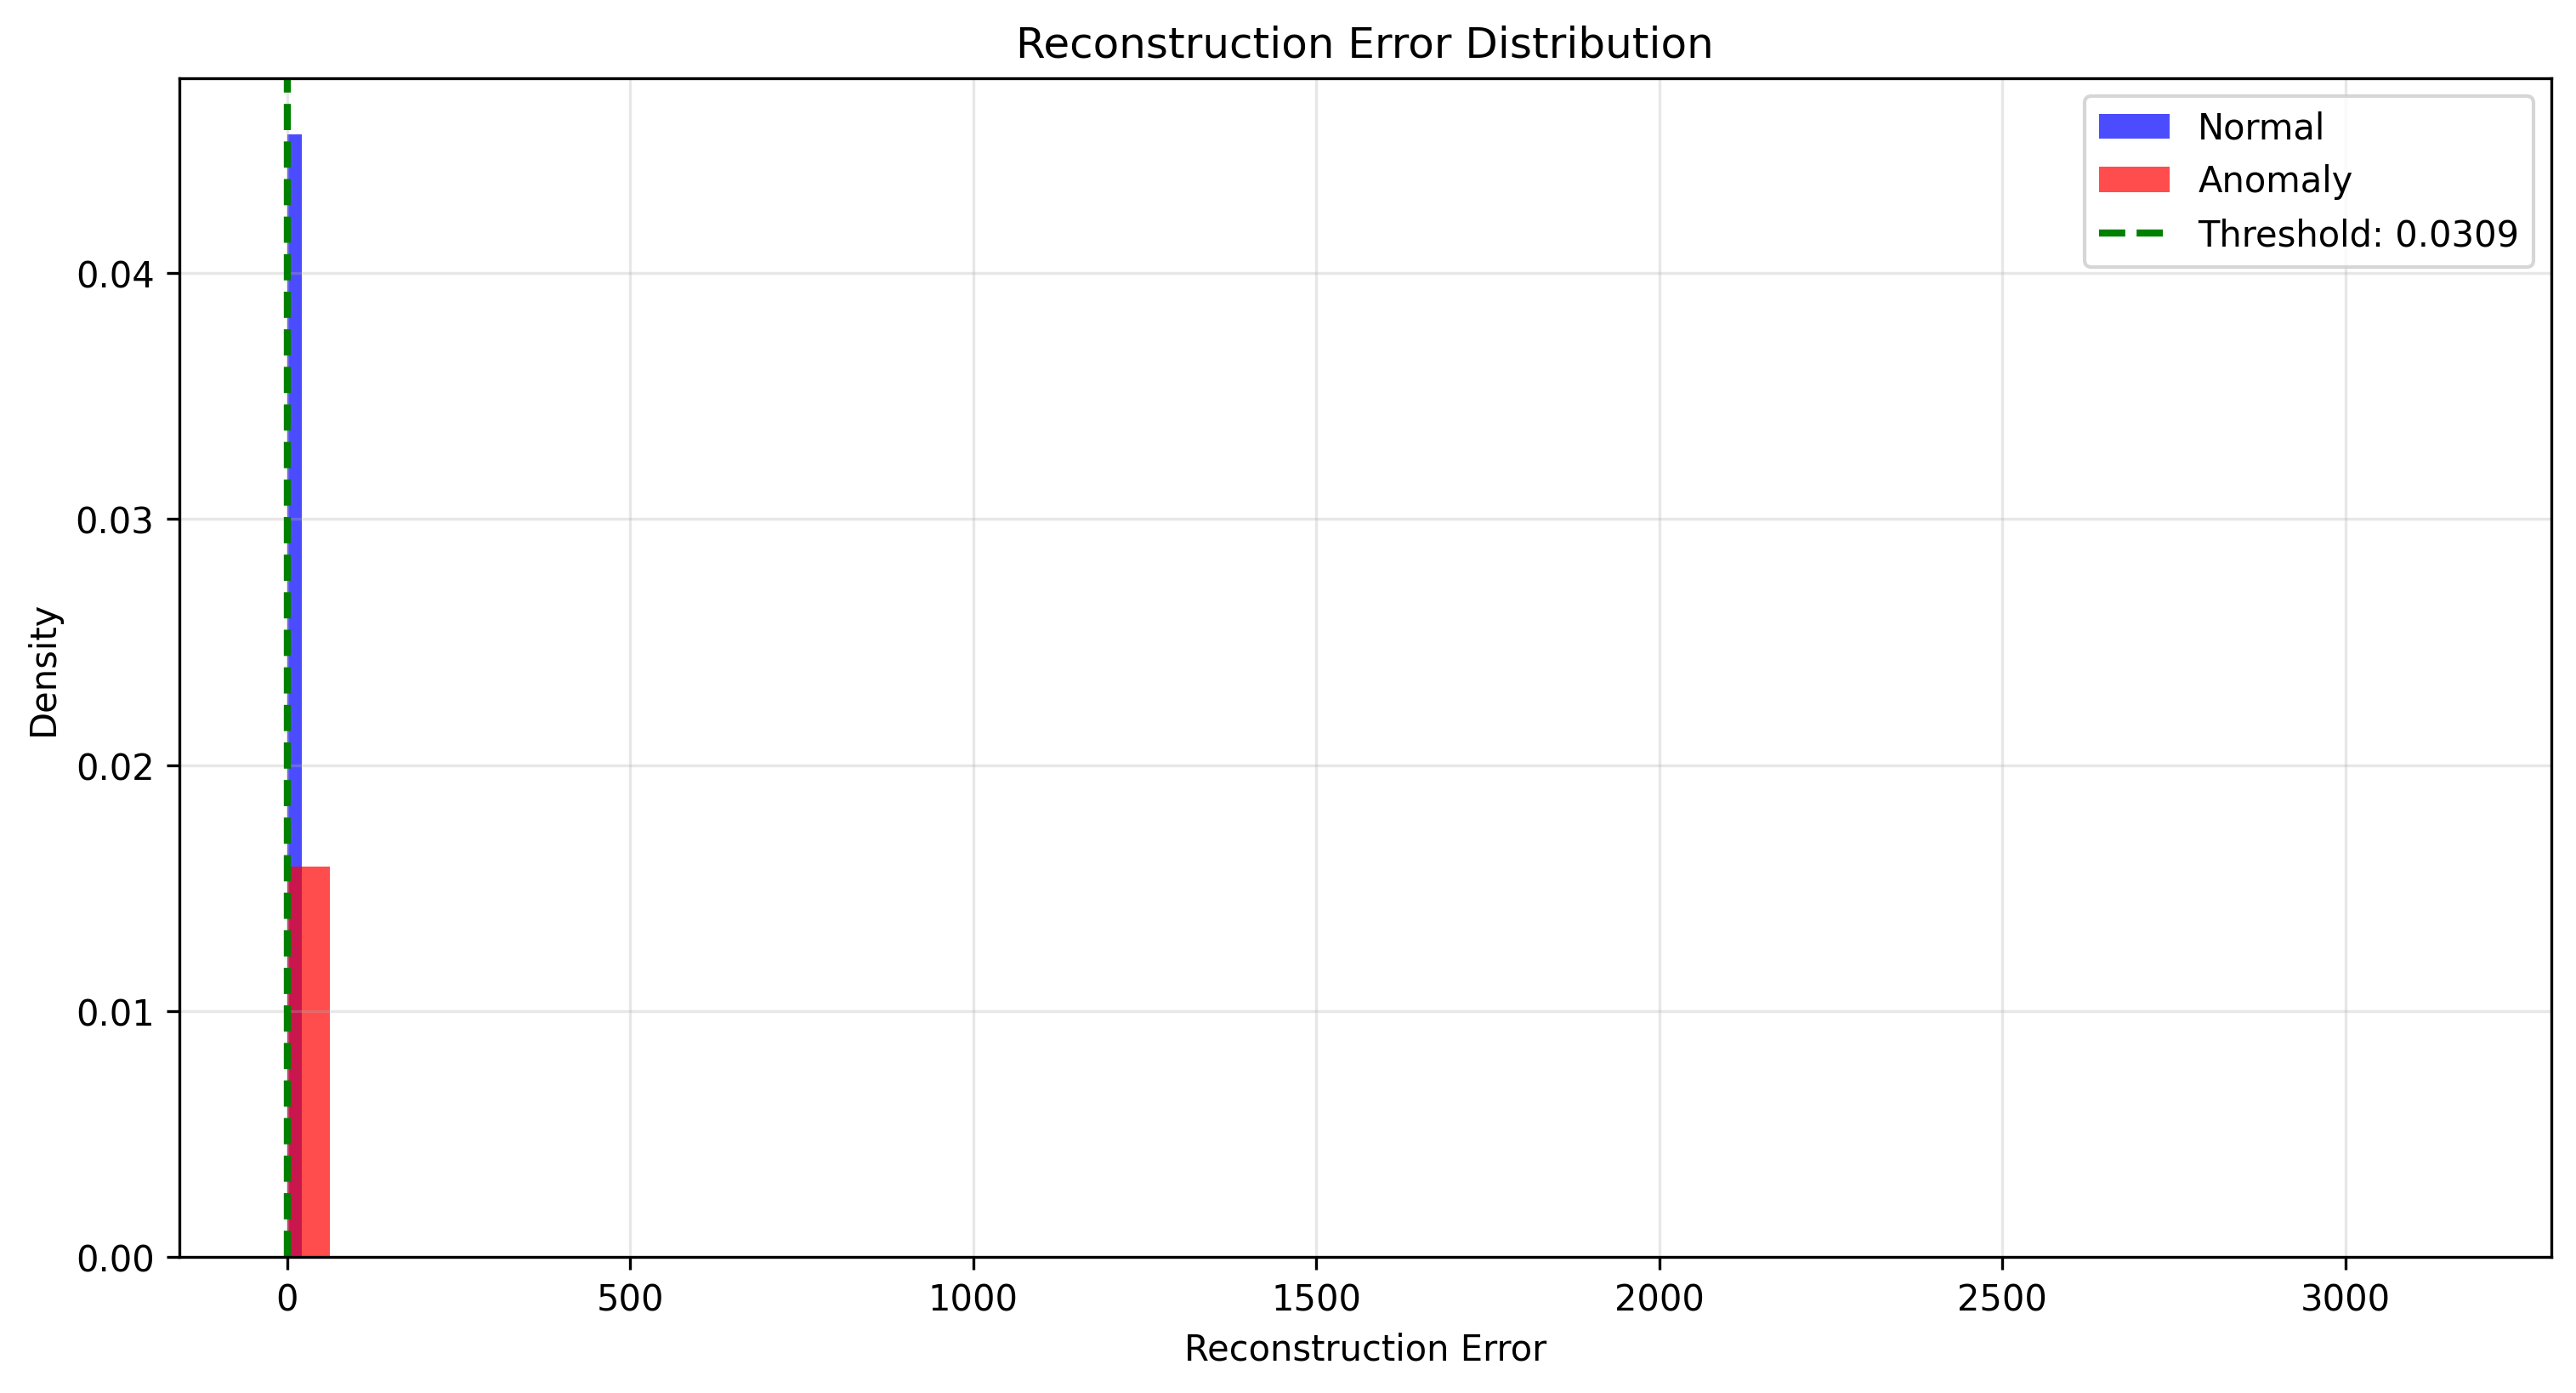 Reconstruction Error Distribution
Normal
Anomaly
Threshold: 0.0309
Density
0.04
0.03
0.02
0.01
0.00
0 500 1000 1500 2000 2500 3000
Reconstruction Error